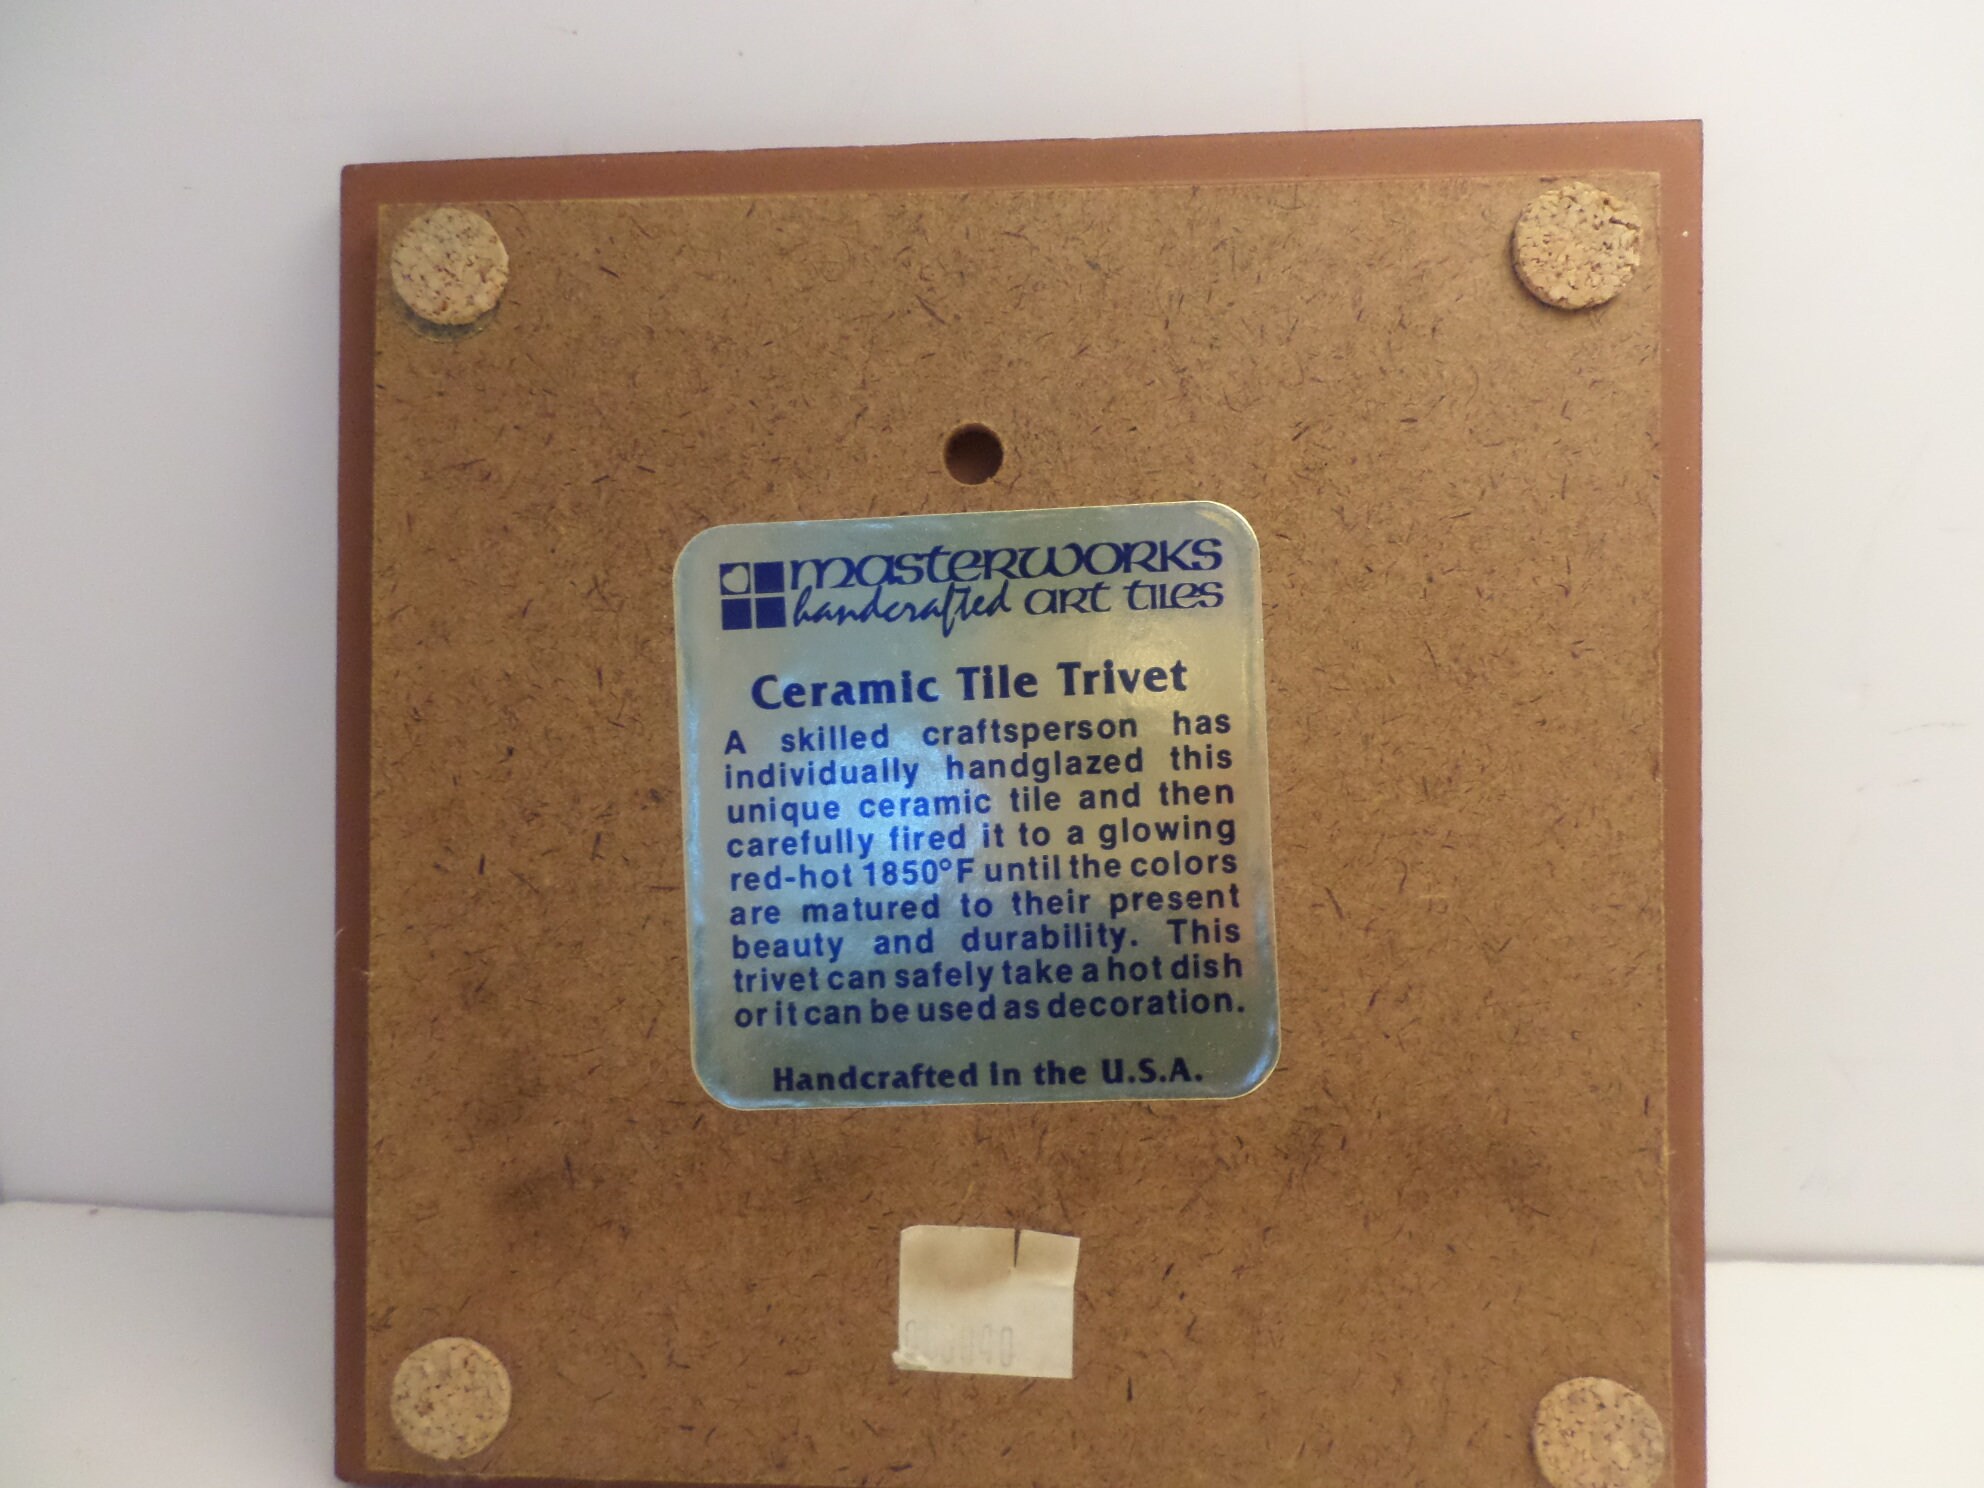 masterworks
handcrafted art tiles
Ceramic Tile Trivet
A skilled craftsperson has
individually handglazed this
unique ceramic tile and then
carefully fired it to a glowing
red-hot 1850°F until the colors
are matured to their present
beauty and durability. This
trivet can safely take a hot dish
or it can be used as decoration.
Handcrafted in the U.S.A.